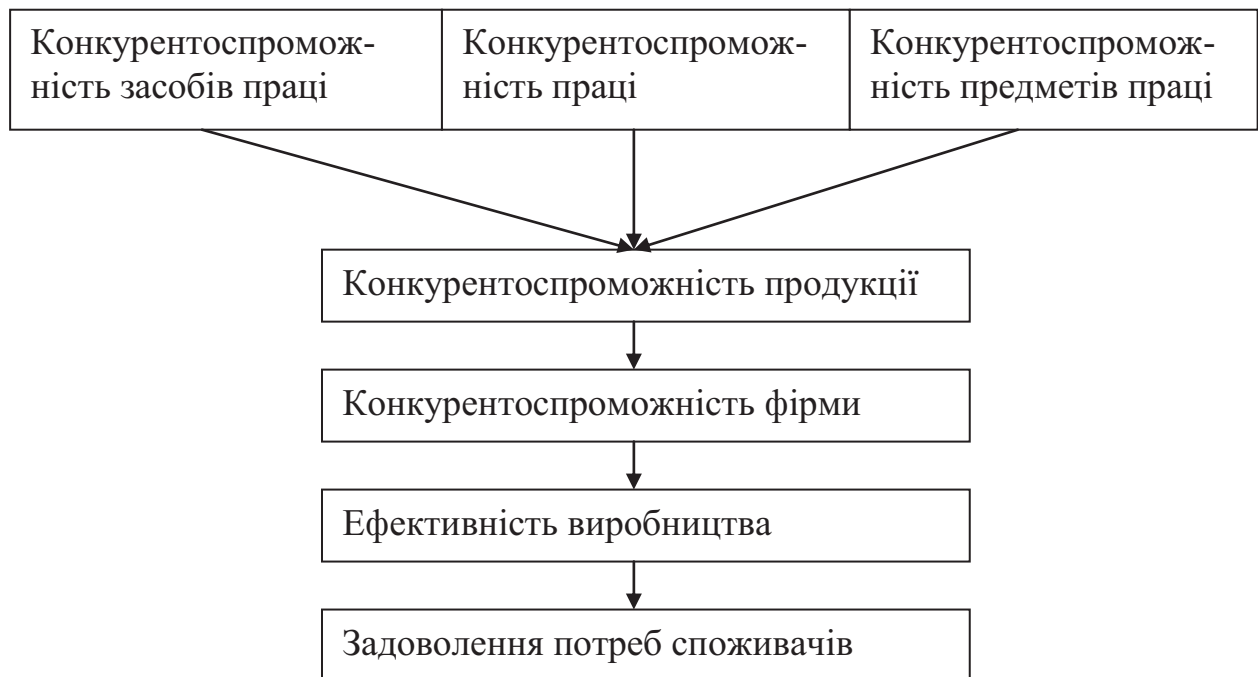 Конкурентоспромож-
ність засобів праці
Конкурентоспромож-
ність праці
Конкурентоспромож-
ність предметів праці
Конкурентоспроможність продукції
Конкурентоспроможність фірми
Ефективність виробництва
Задоволення потреб споживачів